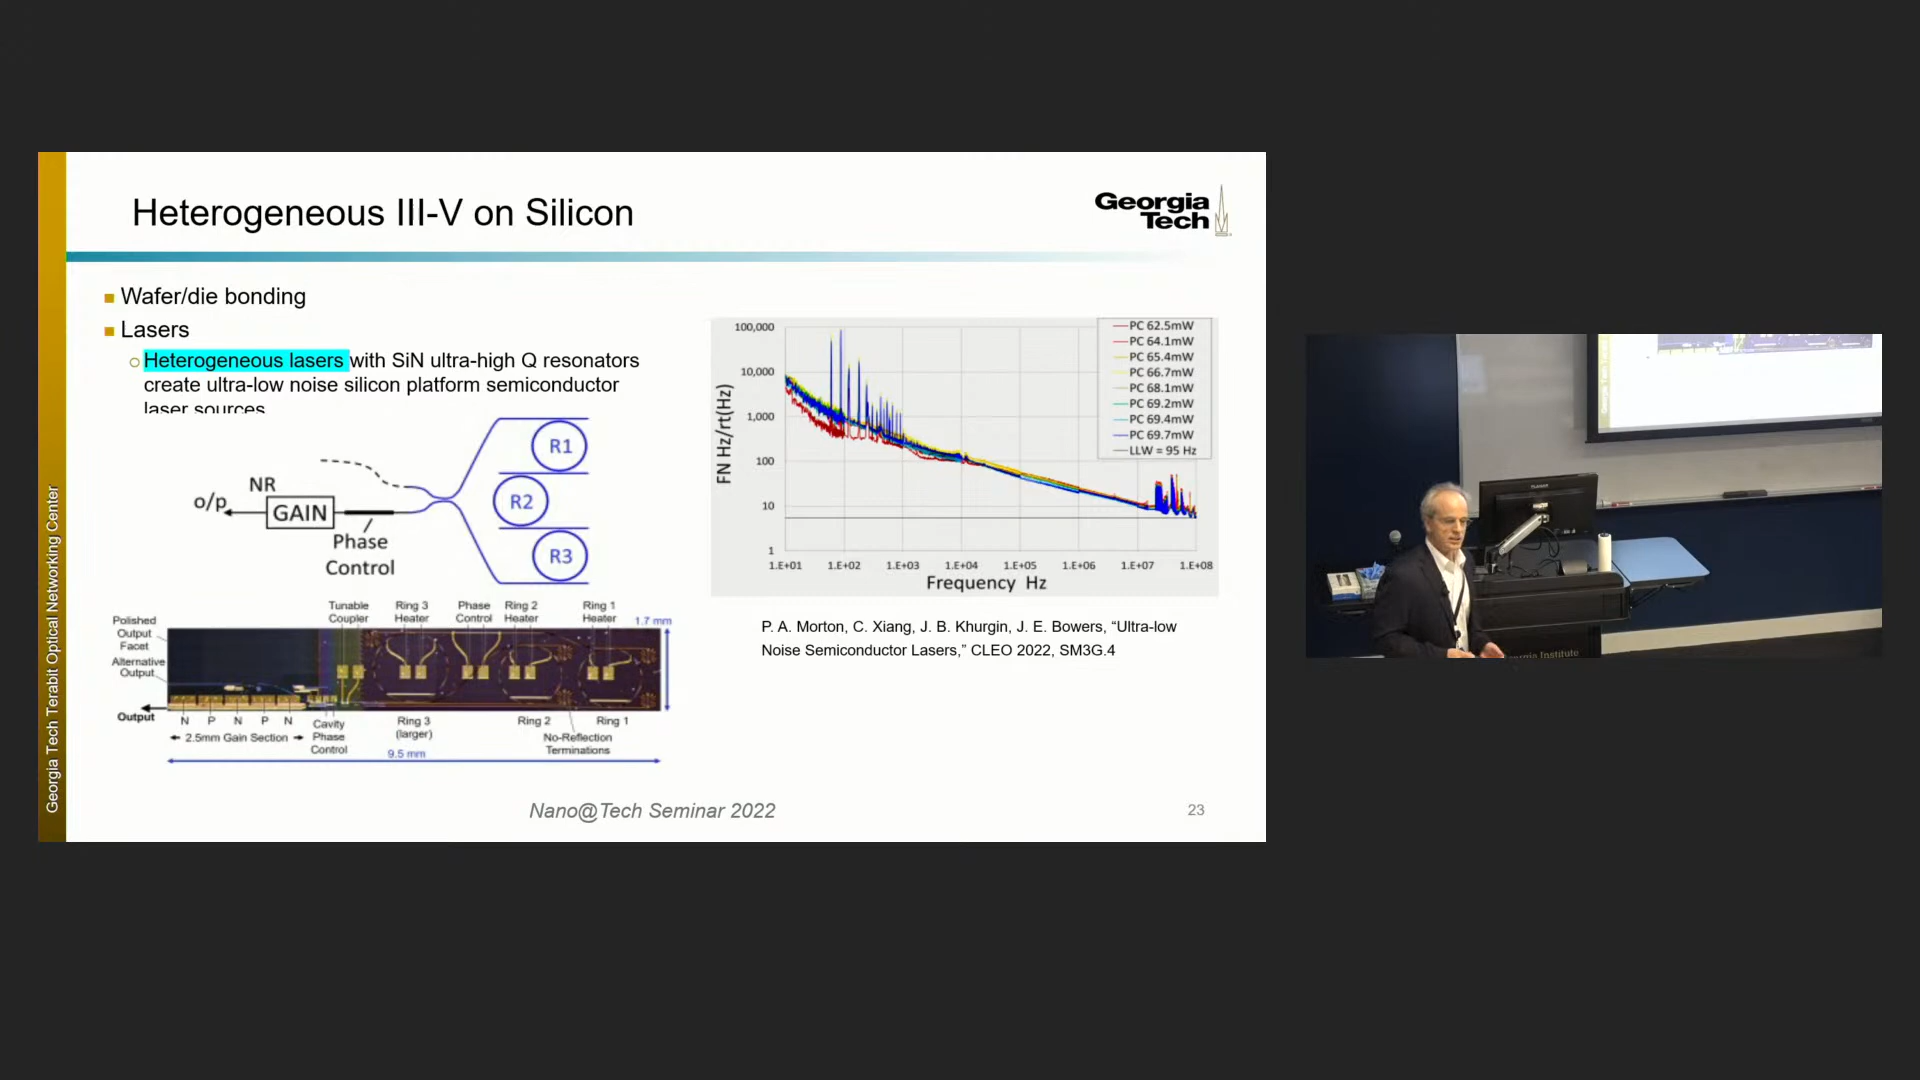 Heterogeneous III-V on Silicon
Georgia
Tech
Wafer/die bonding
Lasers
Heterogeneous lasers with SiN ultra-high Q resonators
create ultra-low noise silicon platform semiconductor
laser sources
R1
R2
R3
NR
o/p
GAIN
Phase
Control
100,000
10,000
1,000
100
10
1
FN Hz/rt(Hz)
1.E+01 1.E+02 1.E+03 1.E+04 1.E+05 1.E+06 1.E+07 1.E+08
Frequency Hz
PC 62.5mW
PC 64.1mW
PC 65.4mW
PC 66.7mW
PC 68.1mW
PC 69.2mW
PC 69.4mW
PC 69.7mW
LLW = 95 Hz
Tunable
Coupler
Ring 3
Heater
Phase
Control
Ring 2
Heater
Ring 1
Heater
1.7 mm
Polished
Output
Facet
Alternative
Output
Output
N P N P N
2.5mm Gain Section
Cavity
Phase
Control
Ring 3
(larger)
Ring 2
Ring 1
No-Reflection
Terminations
9.5 mm
P. A. Morton, C. Xiang, J. B. Khurgin, J. E. Bowers, “Ultra-low
Noise Semiconductor Lasers,” CLEO 2022, SM3G.4
Nano@Tech Seminar 2022
23
Georgia Tech Terabit Optical Networking Center
Institute